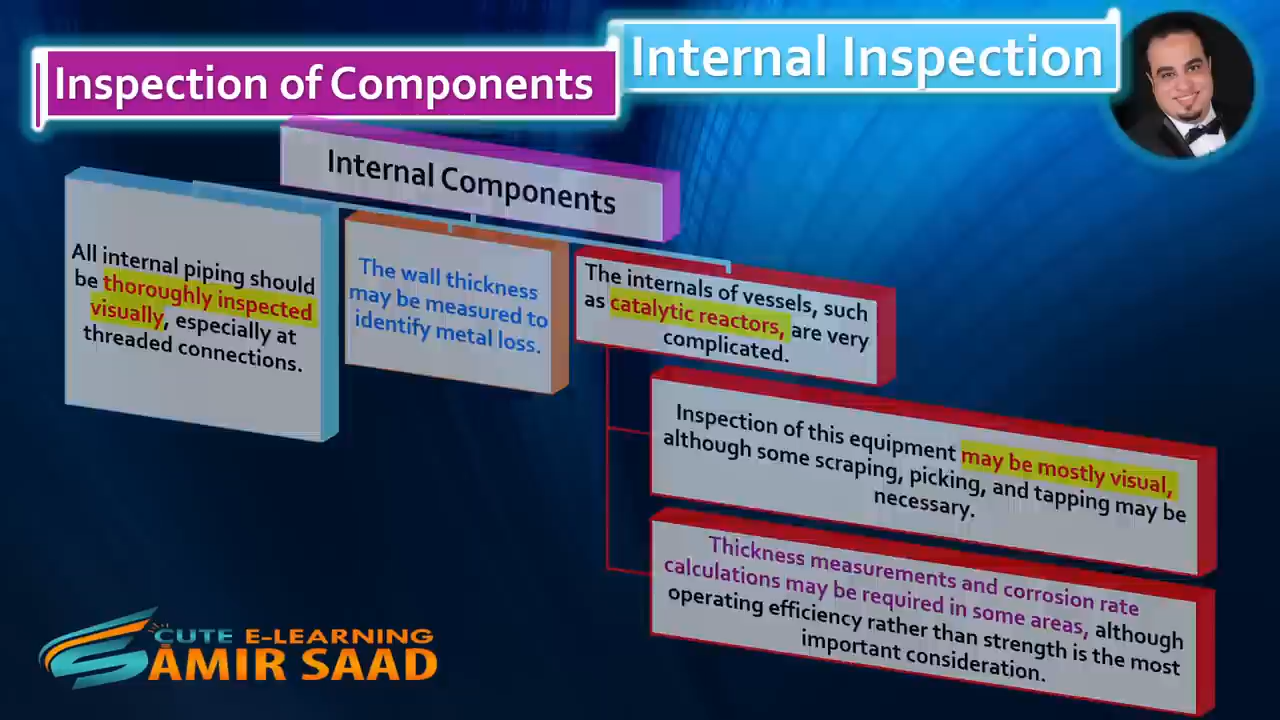 Inspection of Components
Internal Inspection
Internal Components
All internal piping should
be thoroughly inspected
visually, especially at
threaded connections.
The wall thickness
may be measured to
identify metal loss.
The internals of vessels, such
as catalytic reactors, are very
complicated.
Inspection of this equipment may be mostly visual,
although some scraping, picking, and tapping may be
necessary.
Thickness measurements and corrosion rate
calculations may be required in some areas, although
operating efficiency rather than strength is the most
important consideration.
CUTE E-LEARNING
AMIR SAAD